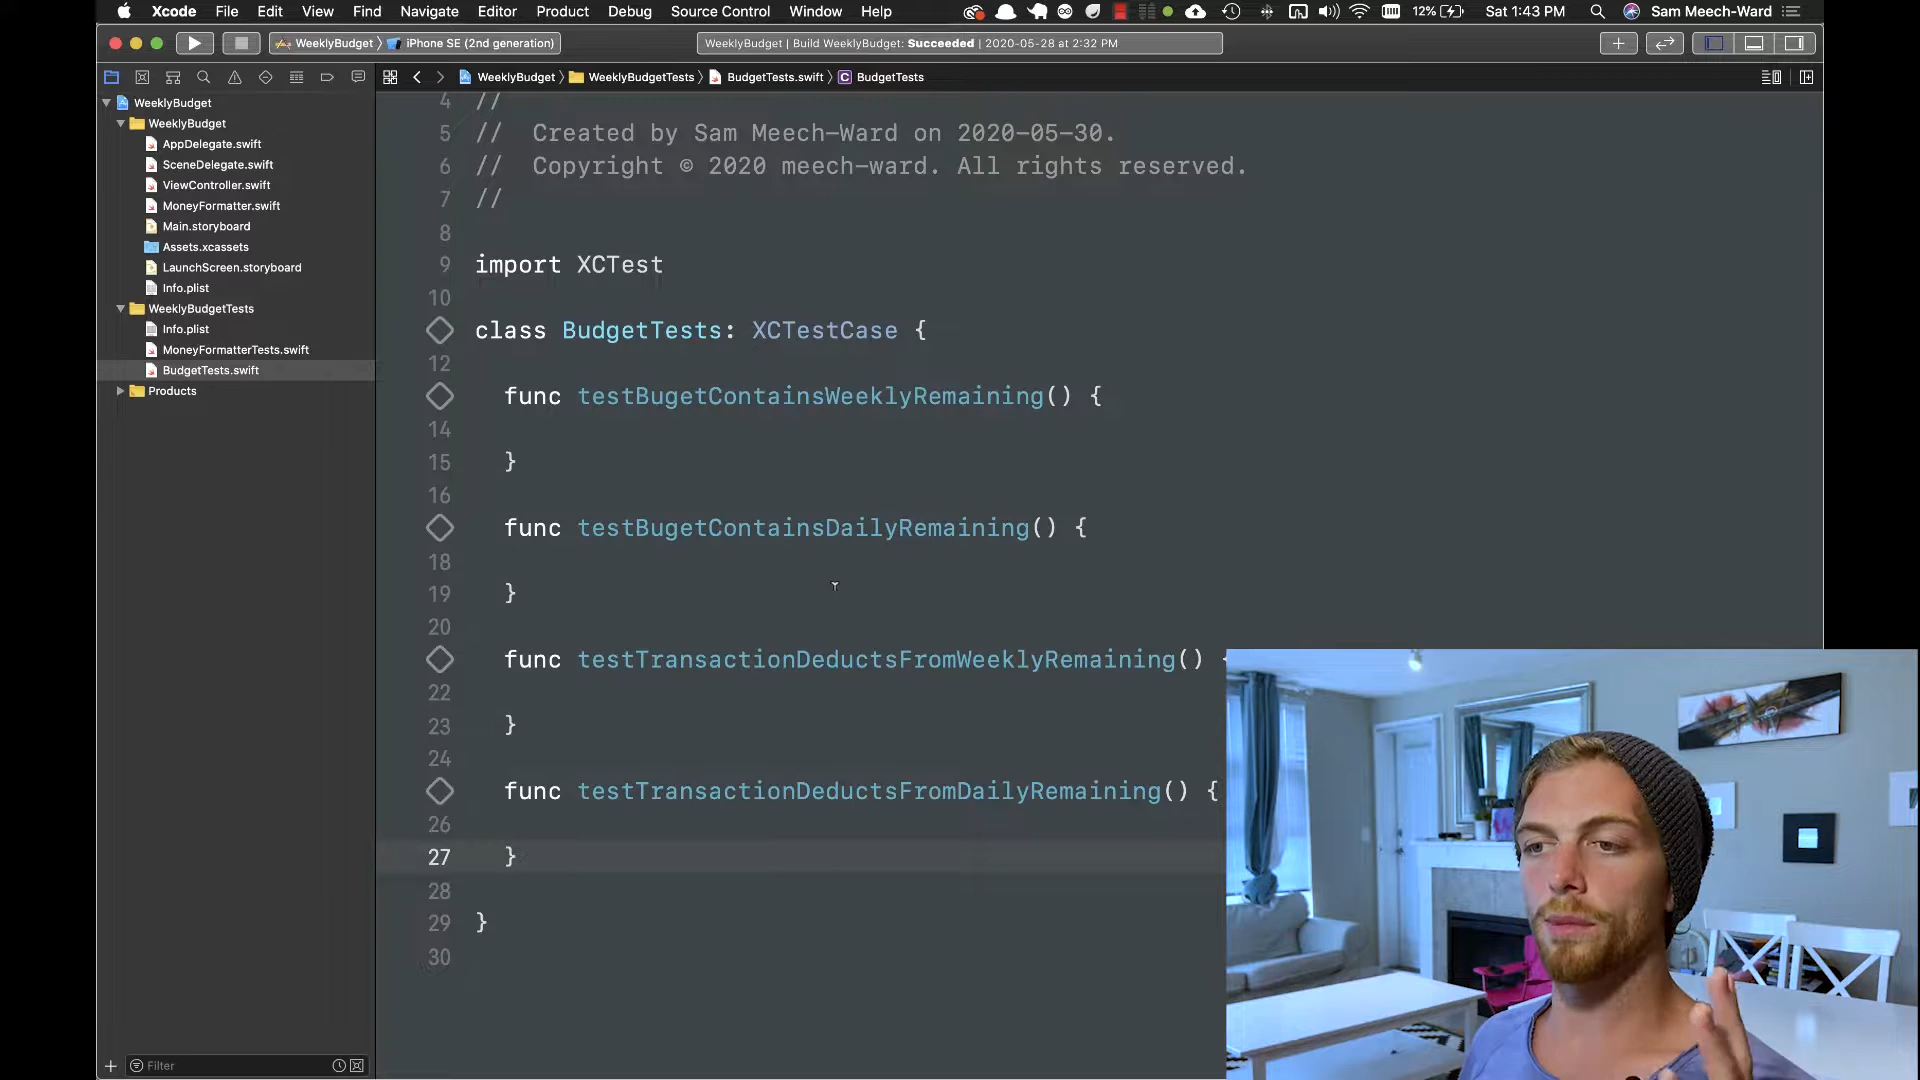 Xcode File Edit View Find Navigate Editor Product Debug Source Control Window Help 12% Sat 1:43 PM Sam Meech-Ward
WeeklyBudget iPhone SE (2nd generation) WeeklyBudget | Build WeeklyBudget: Succeeded | 2020-05-28 at 2:32 PM
WeeklyBudget WeeklyBudgetTests BudgetTests.swift C BudgetTests
WeeklyBudget
WeeklyBudget
AppDelegate.swift
SceneDelegate.swift
ViewController.swift
MoneyFormatter.swift
Main.storyboard
Assets.xcassets
LaunchScreen.storyboard
Info.plist
WeeklyBudgetTests
Info.plist
MoneyFormatterTests.swift
BudgetTests.swift
Products
Filter
4 //
5 // Created by Sam Meech-Ward on 2020-05-30.
6 // Copyright © 2020 meech-ward. All rights reserved.
7 //
8
9 import XCTest
10
class BudgetTests: XCTestCase {
12
func testBugetContainsWeeklyRemaining() {
14
15 }
16
func testBugetContainsDailyRemaining() {
18
19 }
20
func testTransactionDeductsFromWeeklyRemaining() {
22
23 }
24
func testTransactionDeductsFromDailyRemaining() {
26
27 }
28
29 }
30